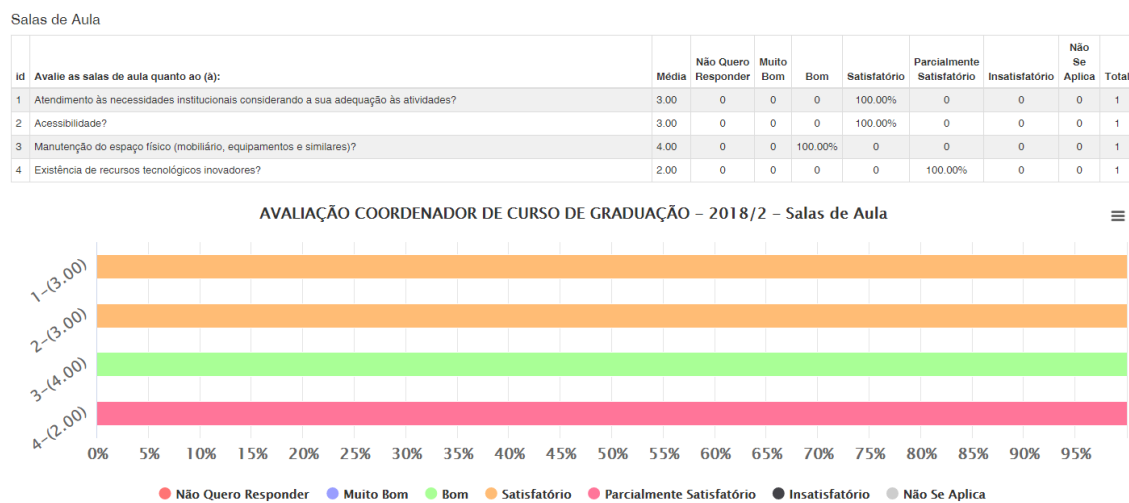 Salas de Aula
id Avalie as salas de aula quanto ao (à): Média Não Quero Responder Muito Bom Bom Satisfatório Parcialmente Satisfatório Insatisfatório Não Se Aplica Total
1 Atendimento às necessidades institucionais considerando a sua adequação às atividades? 3.00 0 0 0 100.00% 0 0 0 1
2 Acessibilidade? 3.00 0 0 0 100.00% 0 0 0 1
3 Manutenção do espaço físico (mobiliário, equipamentos e similares)? 4.00 0 0 100.00% 0 0 0 0 1
4 Existência de recursos tecnológicos inovadores? 2.00 0 0 0 0 100.00% 0 0 1
AVALIAÇÃO COORDENADOR DE CURSO DE GRADUAÇÃO - 2018/2 - Salas de Aula
1-(3.00)
2-(3.00)
3-(4.00)
4-(2.00)
0% 5% 10% 15% 20% 25% 30% 35% 40% 45% 50% 55% 60% 65% 70% 75% 80% 85% 90% 95%
Não Quero Responder Muito Bom Bom Satisfatório Parcialmente Satisfatório Insatisfatório Não Se Aplica